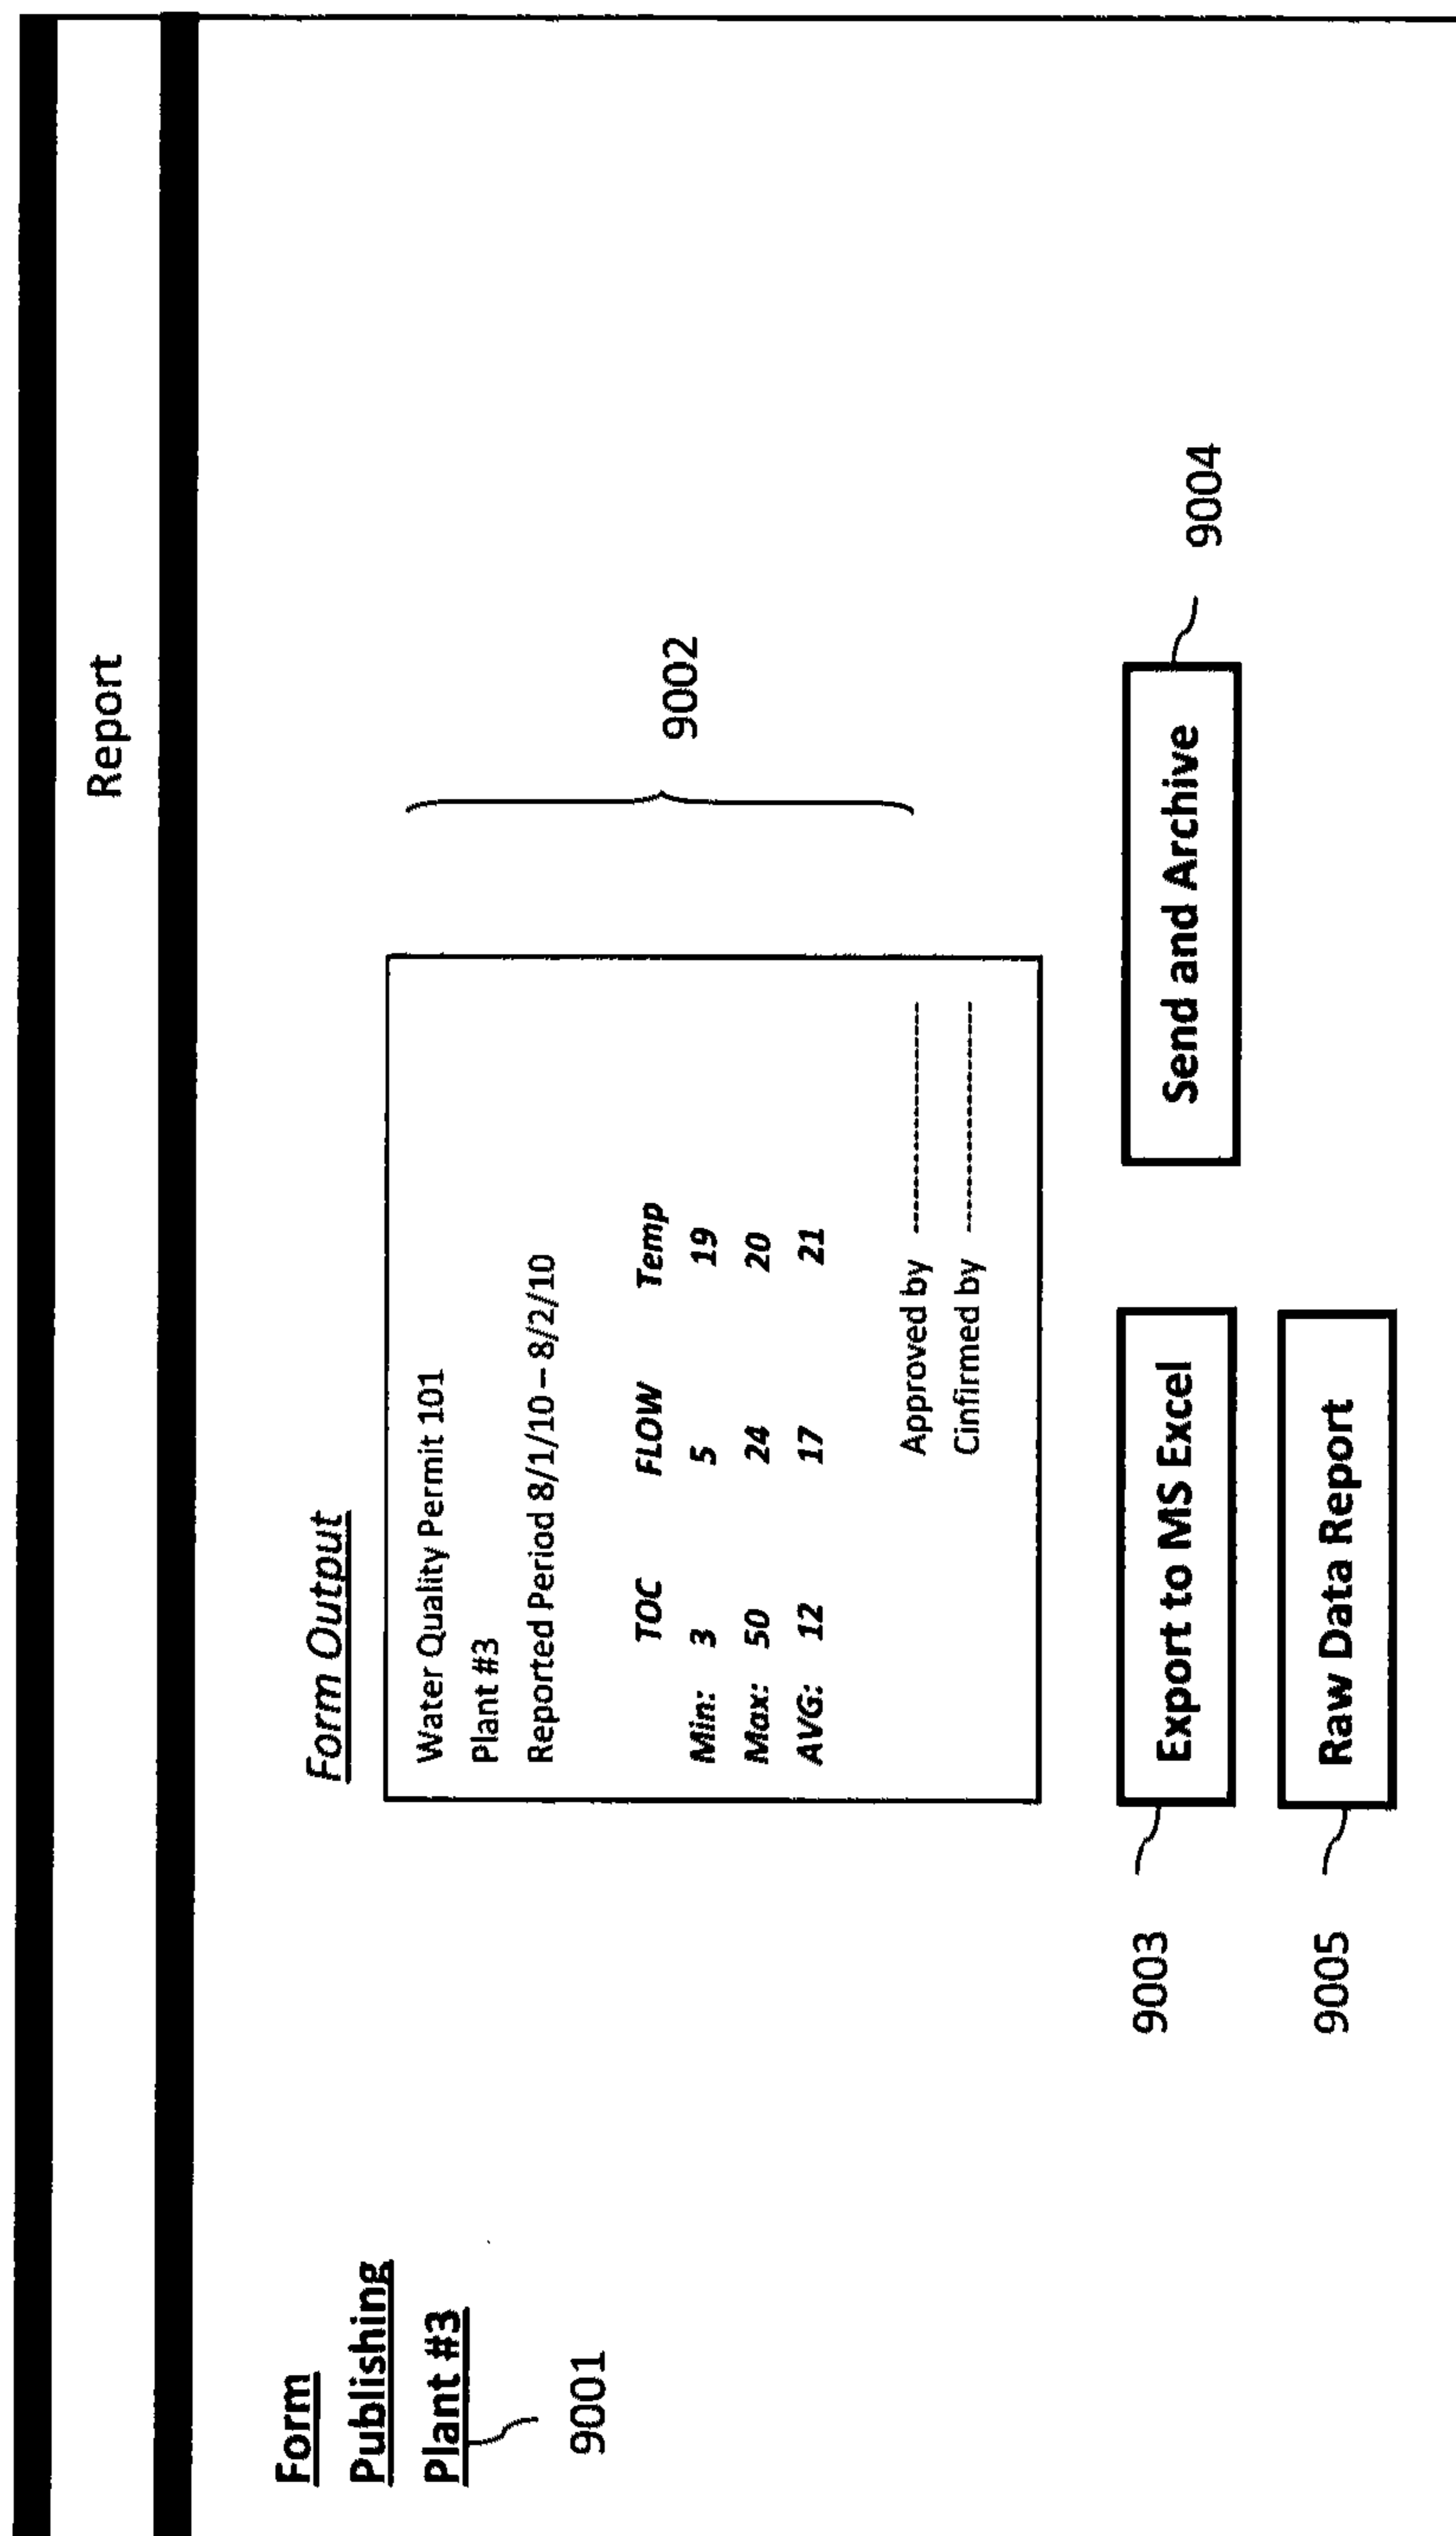 Report
Form
Publishing
Plant #3
9001
Form Output
Water Quality Permit 101
Plant #3
Reported Period 8/1/10 – 8/2/10
TOC FLOW Temp
Min: 3 5 19
Max: 50 24 20
AVG: 12 17 21
Approved by ----------------------
Cinfirmed by ----------------------
9002
9003
Export to MS Excel
Send and Archive
9004
9005
Raw Data Report